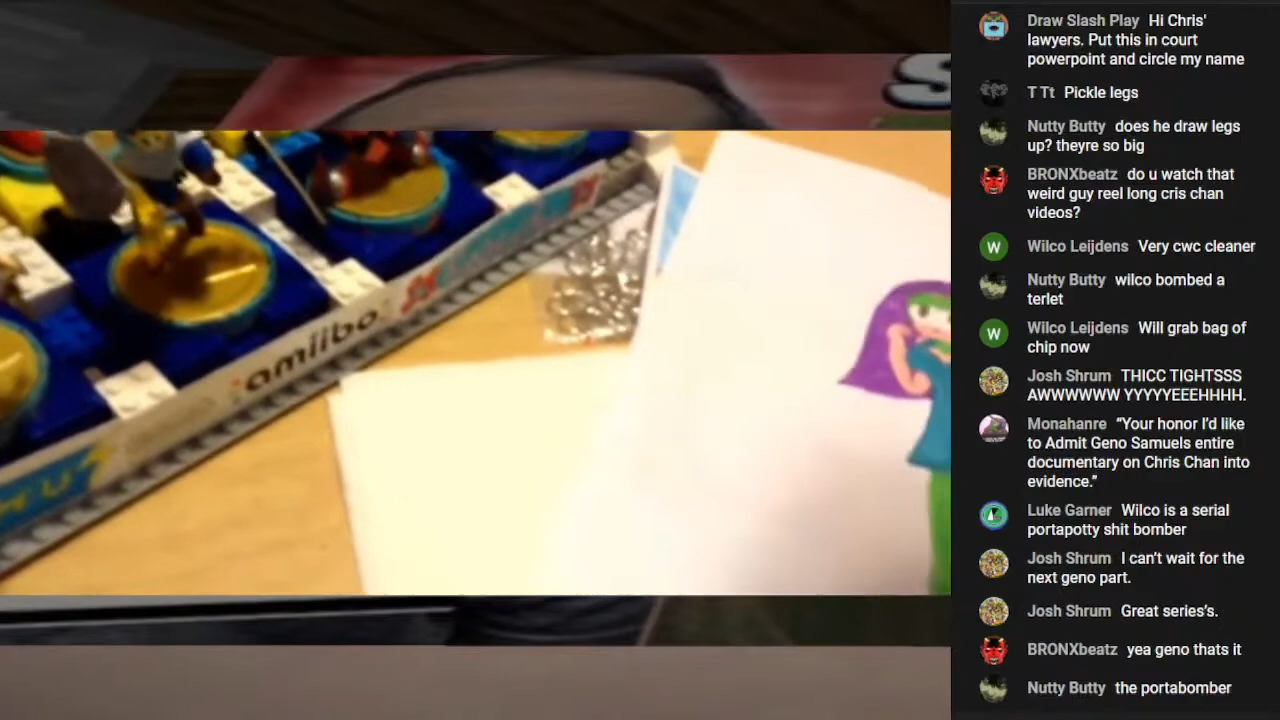 S
amiibo
Draw Slash Play Hi Chris'
lawyers. Put this in court
powerpoint and circle my name
T Tt Pickle legs
Nutty Butty does he draw legs
up? theyre so big
BRONXbeatz do u watch that
weird guy reel long cris chan
videos?
W Wilco Leijdens Very cwc cleaner
Nutty Butty wilco bombed a
terlet
W Wilco Leijdens Will grab bag of
chip now
Josh Shrum THICC TIGHTSSS
AWWWWWW YYYYYEEEHHHH.
Monahanre “Your honor I’d like
to Admit Geno Samuels entire
documentary on Chris Chan into
evidence.”
Luke Garner Wilco is a serial
portapotty shit bomber
Josh Shrum I can’t wait for the
next geno part.
Josh Shrum Great series’s.
BRONXbeatz yea geno thats it
Nutty Butty the portabomber